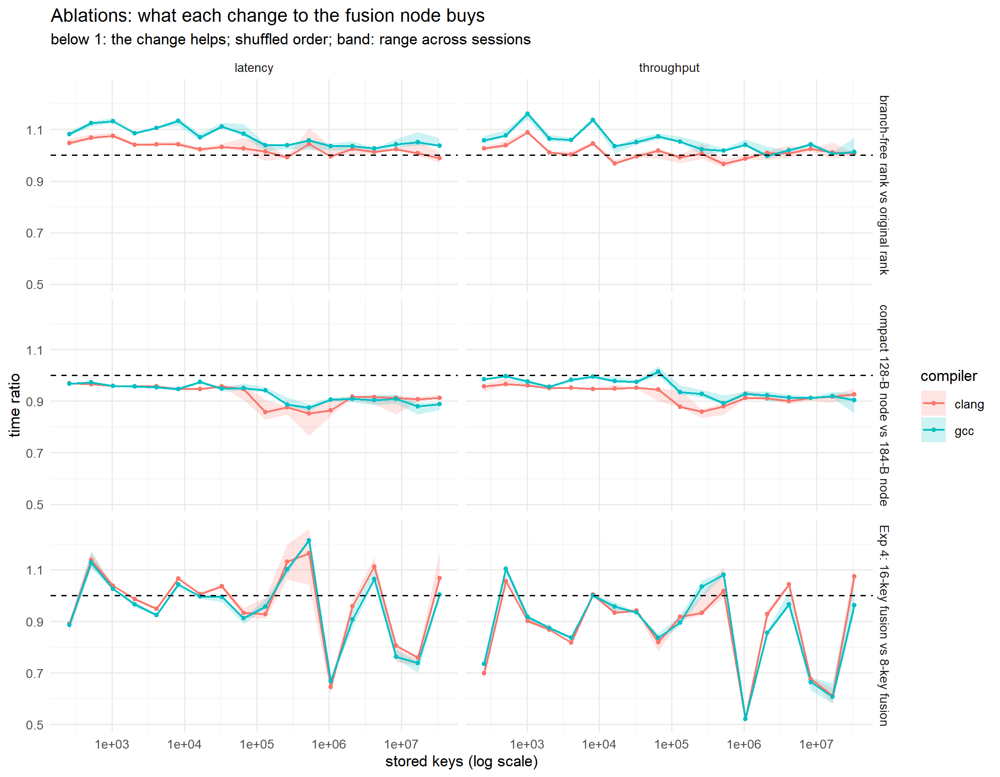 Ablations: what each change to the fusion node buys
below 1: the change helps; shuffled order; band: range across sessions
latency
throughput
1.1
0.9
0.7
0.5
branch-free rank vs original rank
1.1
0.9
0.7
0.5
compact 128-B node vs 184-B node
1.1
0.9
0.7
0.5
Exp 4: 16-key fusion vs 8-key fusion
time ratio
1e+03
1e+04
1e+05
1e+06
1e+07
1e+03
1e+04
1e+05
1e+06
1e+07
stored keys (log scale)
compiler
clang
gcc